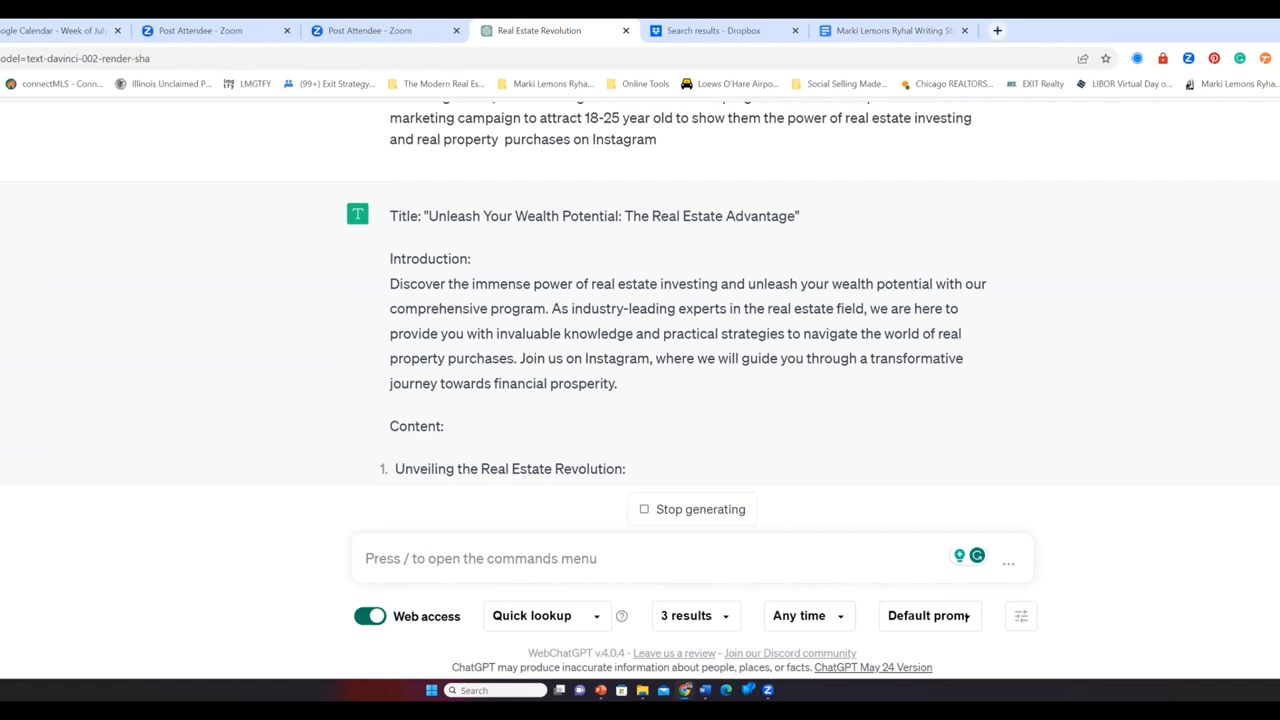 ogle Calendar - Week of July
Post Attendee - Zoom
Post Attendee - Zoom
Real Estate Revolution
Search results - Dropbox
Marki Lemons Ryhal Writing St
odel=text-davinci-002-render-sha
connectMLS - Conn...
Illinois Unclaimed P...
LMGTFY
(99+) Exit Strategy...
The Modern Real Es...
Marki Lemons Ryha...
Online Tools
Loews O'Hare Airpo...
Social Selling Made...
Chicago REALTORS...
EXIT Realty
LIBOR Virtual Day o...
Marki Lemons Ryha...
marketing campaign to attract 18-25 year old to show them the power of real estate investing
and real property purchases on Instagram
T
Title: "Unleash Your Wealth Potential: The Real Estate Advantage"
Introduction:
Discover the immense power of real estate investing and unleash your wealth potential with our
comprehensive program. As industry-leading experts in the real estate field, we are here to
provide you with invaluable knowledge and practical strategies to navigate the world of real
property purchases. Join us on Instagram, where we will guide you through a transformative
journey towards financial prosperity.
Content:
1. Unveiling the Real Estate Revolution:
Stop generating
Press / to open the commands menu
Web access
Quick lookup
3 results
Any time
Default prom
WebChatGPT v.4.0.4 - Leave us a review - Join our Discord community
ChatGPT may produce inaccurate information about people, places, or facts. ChatGPT May 24 Version
Search